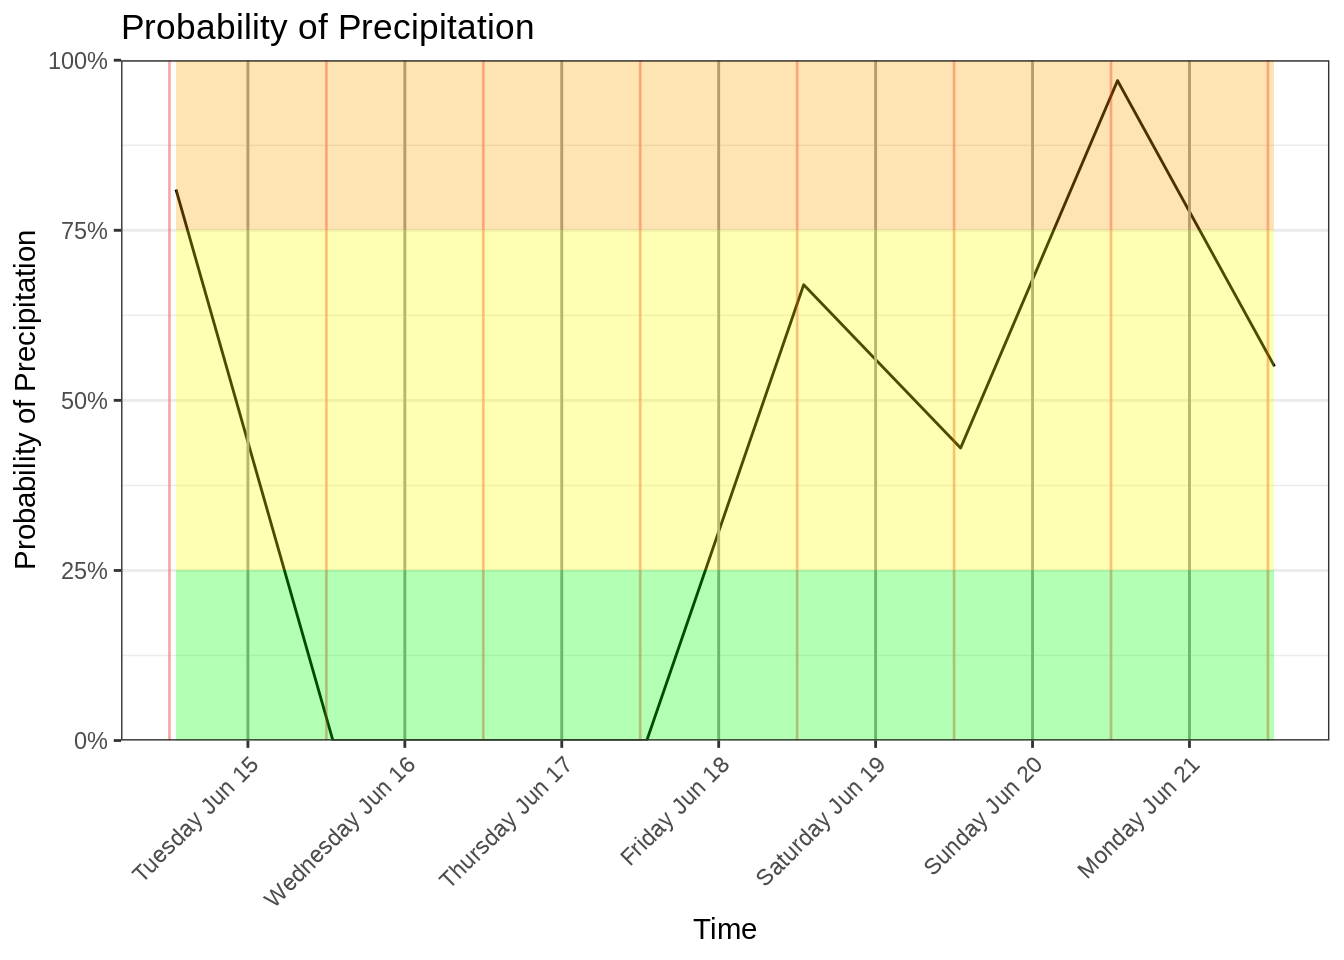 Probability of Precipitation
100%
75%
50%
25%
0%
Probability of Precipitation
Tuesday Jun 15
Wednesday Jun 16
Thursday Jun 17
Friday Jun 18
Saturday Jun 19
Sunday Jun 20
Monday Jun 21
Time